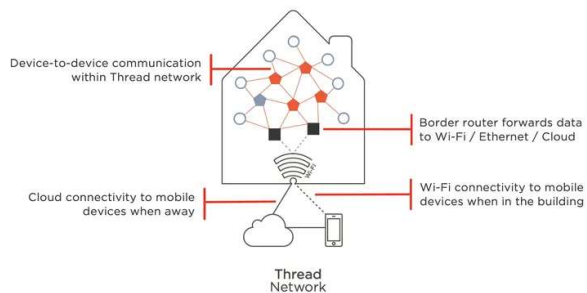 Device-to-device communication
within Thread network
Border router forwards data
to Wi-Fi / Ethernet / Cloud
Wi-Fi
Cloud connectivity to mobile
devices when away
Wi-Fi connectivity to mobile
devices when in the building
Thread
Network